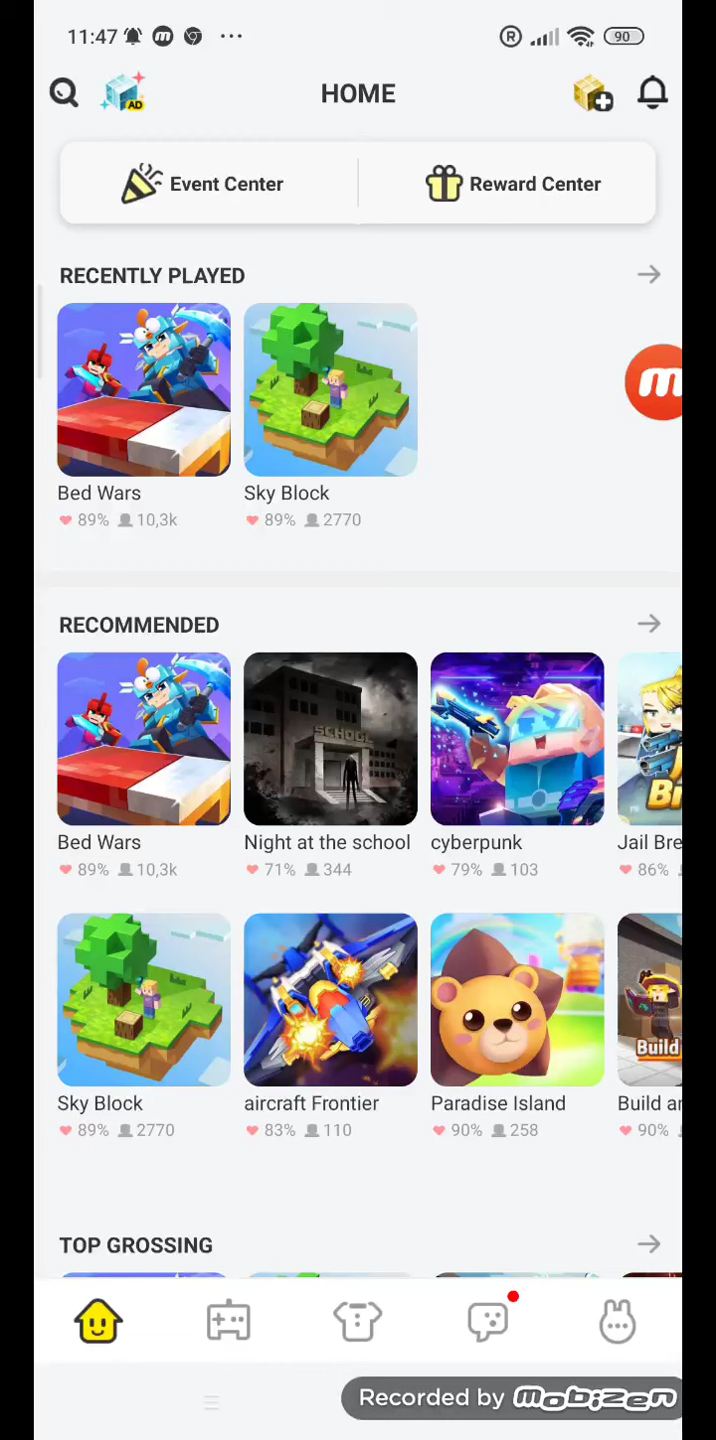 11:47
90
AD
HOME
Event Center
Reward Center
RECENTLY PLAYED
Bed Wars
Sky Block
89% 10,3k
89% 2770
RECOMMENDED
SCHOOL
Bed Wars
Night at the school
cyberpunk
Jail Bre
89% 10,3k
71% 344
79% 103
86%
Build
Sky Block
aircraft Frontier
Paradise Island
Build ar
89% 2770
83% 110
90% 258
90%
TOP GROSSING
Recorded by mobizen